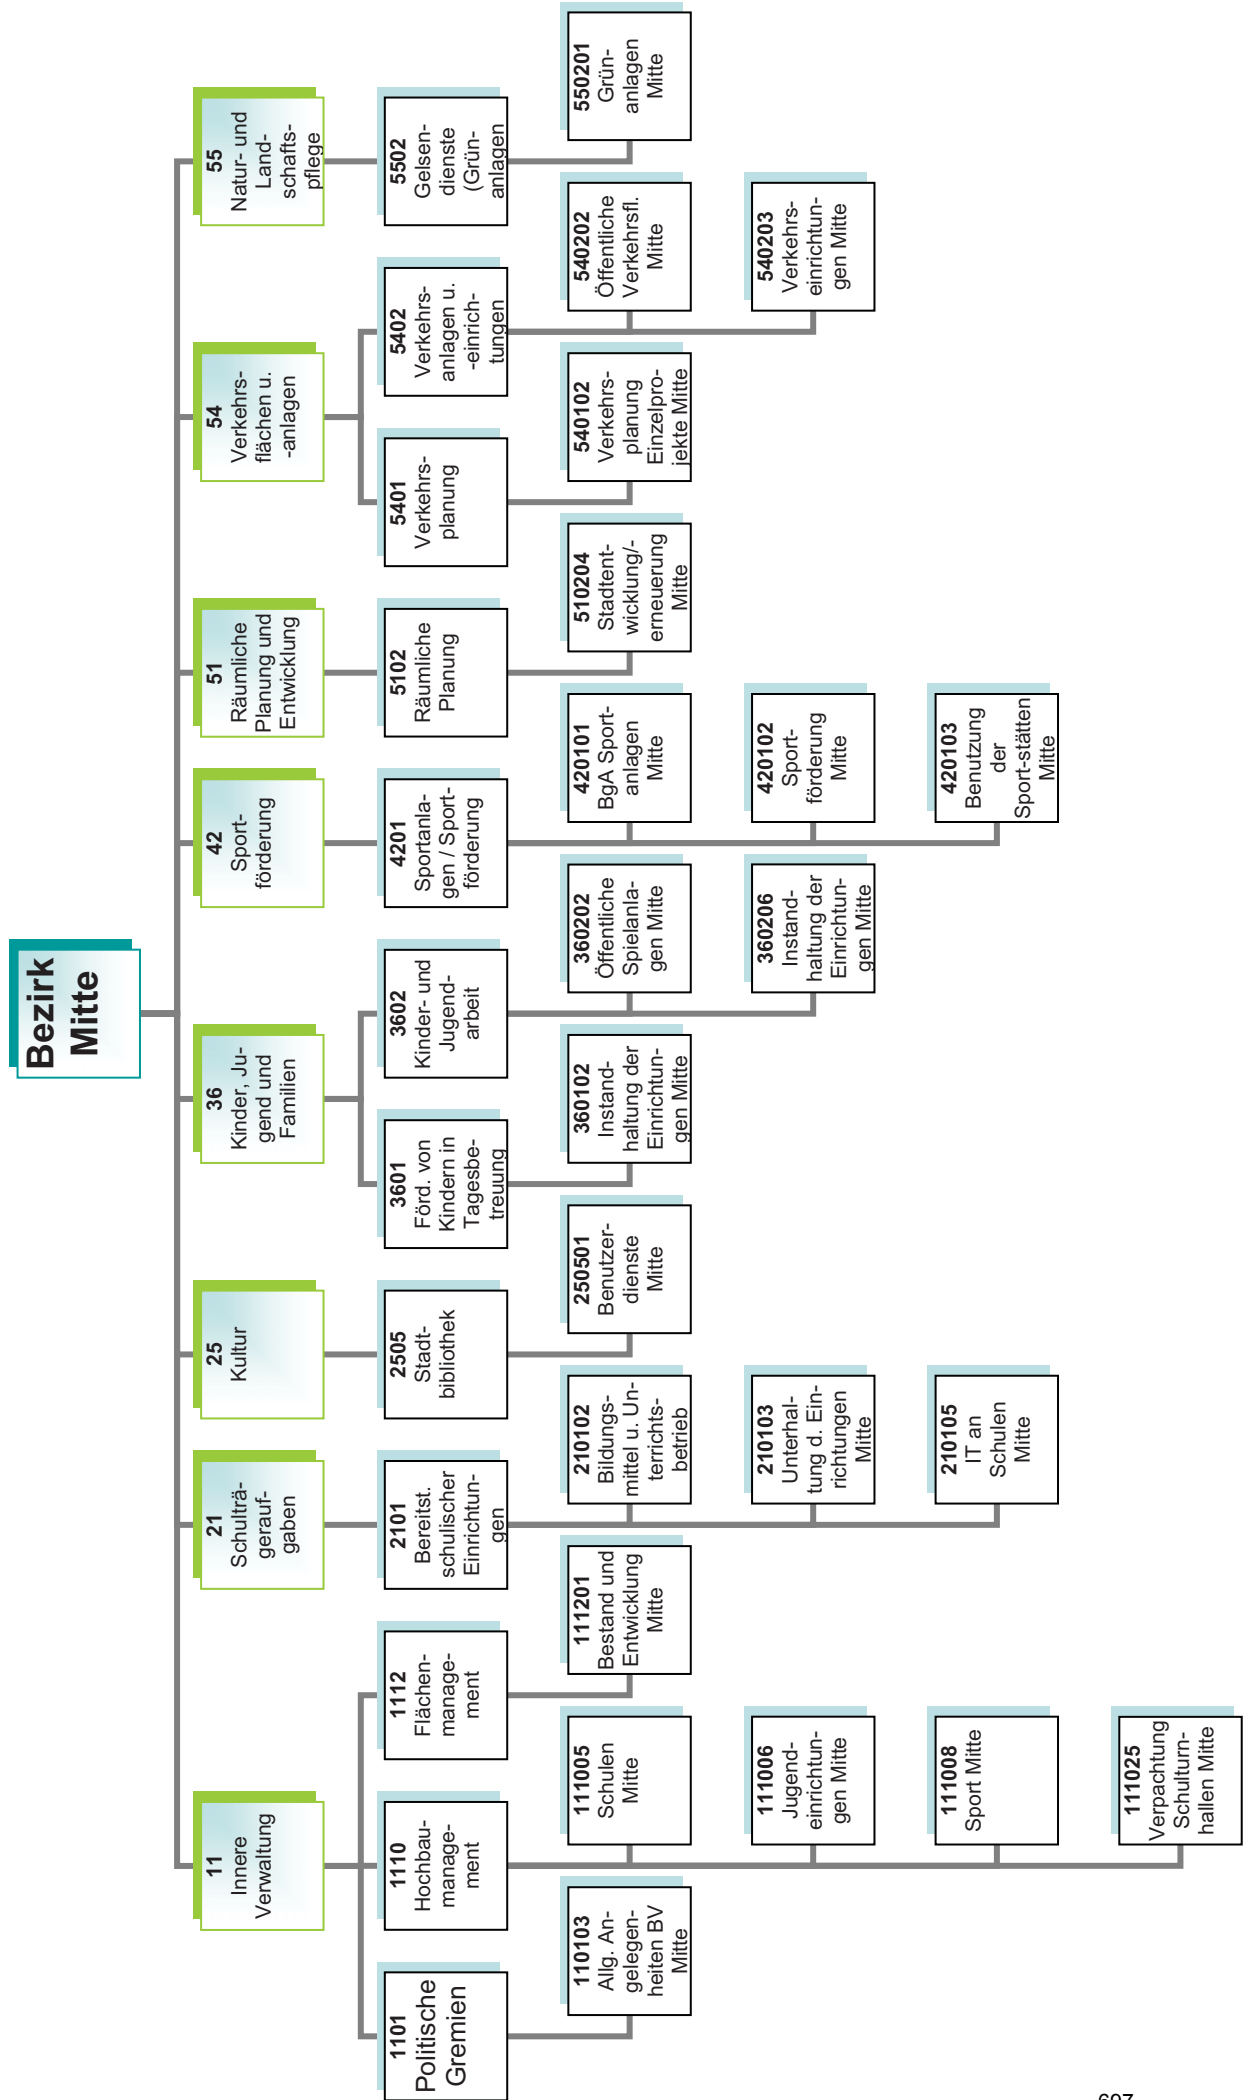 Bezirk
Mitte
11
Innere
Verwaltung
21
Schulträ-
gerauf-
gaben
25
Kultur
36
Kinder, Ju-
gend und
Familien
42
Sport-
förderung
51
Räumliche
Planung und
Entwicklung
54
Verkehrs-
flächen u.
-anlagen
55
Natur- und
Land-
schafts-
pflege
1101
Politische
Gremien
1110
Hochbau-
manage-
ment
1112
Flächen-
manage-
ment
2101
Bereitst.
schulischer
Einrichtun-
gen
2505
Stadt-
bibliothek
3601
Förd. von
Kindern in
Tagesbe-
treuung
3602
Kinder- und
Jugend-
arbeit
4201
Sportanla-
gen / Sport-
förderung
5102
Räumliche
Planung
5401
Verkehrs-
planung
5402
Verkehrs-
anlagen u.
-einrich-
tungen
5502
Gelsen-
dienste
(Grün-
anlagen
110103
Allg. An-
gelegen-
heiten BV
Mitte
111005
Schulen
Mitte
111201
Bestand und
Entwicklung
Mitte
210102
Bildungs-
mittel u. Un-
terrichts-
betrieb
250501
Benutzer-
dienste
Mitte
360102
Instand-
haltung der
Einrichtun-
gen Mitte
360202
Öffentliche
Spielanla-
gen Mitte
420101
BgA Sport-
anlagen
Mitte
510204
Stadtent-
wicklung/-
erneuerung
Mitte
540102
Verkehrs-
planung
Einzelpro-
jekte Mitte
540202
Öffentliche
Verkehrsfl.
Mitte
550201
Grün-
anlagen
Mitte
111006
Jugend-
einrichtun-
gen Mitte
210103
Unterhal-
tung d. Ein-
richtungen
Mitte
360206
Instand-
haltung der
Einrichtun-
gen Mitte
420102
Sport-
förderung
Mitte
540203
Verkehrs-
einrichtun-
gen Mitte
111008
Sport Mitte
210105
IT an
Schulen
Mitte
420103
Benutzung
der
Sport-stätten
Mitte
111025
Verpachtung
Schulturn-
hallen Mitte